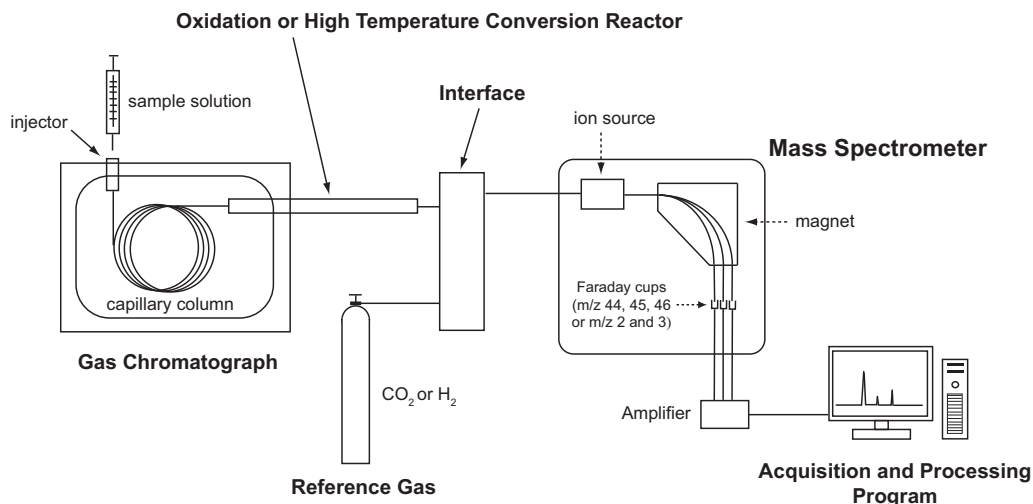 Oxidation or High Temperature Conversion Reactor
sample solution
injector
Interface
ion source
Mass Spectrometer
magnet
capillary column
Faraday cups
(m/z 44, 45, 46
or m/z 2 and 3)
Gas Chromatograph
CO2 or H2
Amplifier
Reference Gas
Acquisition and Processing
Program